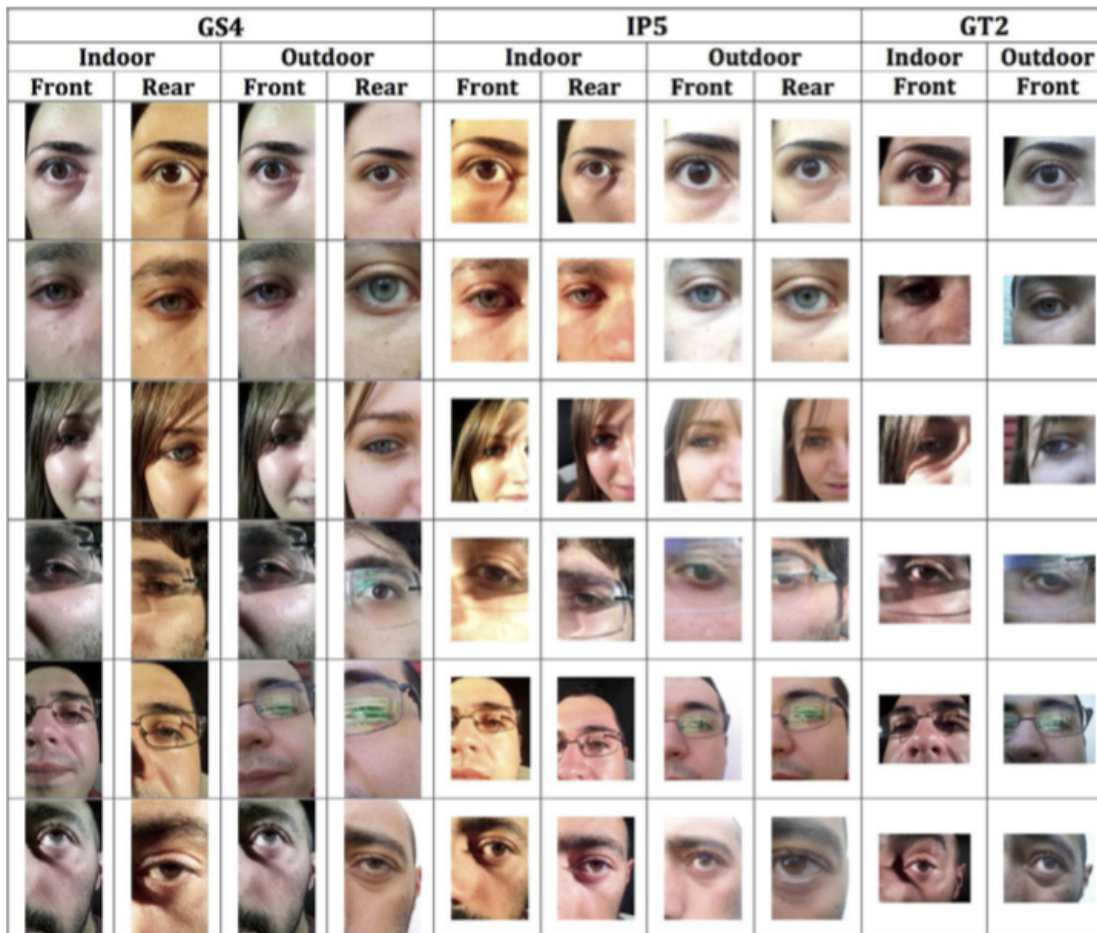 GS4 IP5 GT2
Indoor Outdoor Indoor Outdoor Indoor Outdoor
Front Rear Front Rear Front Rear Front Rear Front Front